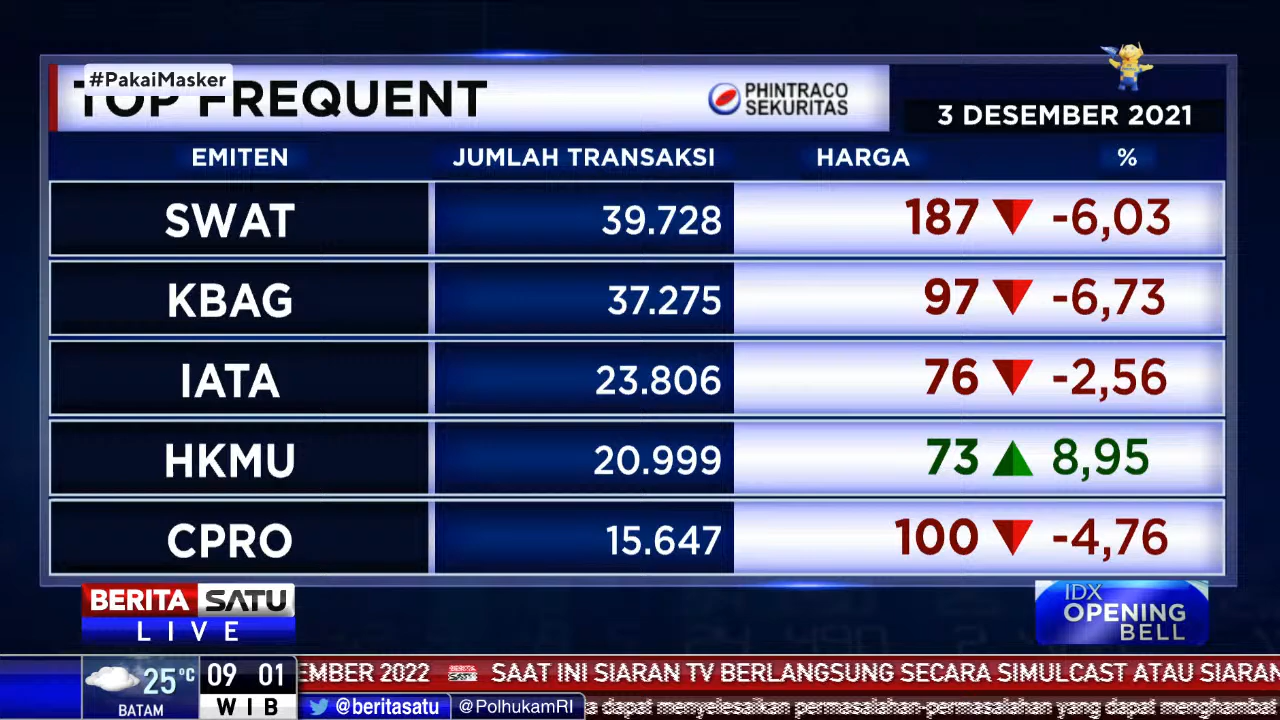 #PakaiMasker
TOP FREQUENT
PHINTRACO
SEKURITAS
3 DESEMBER 2021
EMITEN JUMLAH TRANSAKSI HARGA %
SWAT 39.728 187 -6,03
KBAG 37.275 97 -6,73
IATA 23.806 76 -2,56
HKMU 20.999 73 8,95
CPRO 15.647 100 -4,76
BERITA SATU
LIVE
IDX
OPENING
BELL
25°C
BATAM
09 01
WIB
EMBER 2022 BERITA SATU SAAT INI SIARAN TV BERLANGSUNG SECARA SIMULCAST ATAU SIARAN
@beritasatu @PolhukamRI a dapat menyelesaikan permasalahan-permasalahan yang dapat menghambat